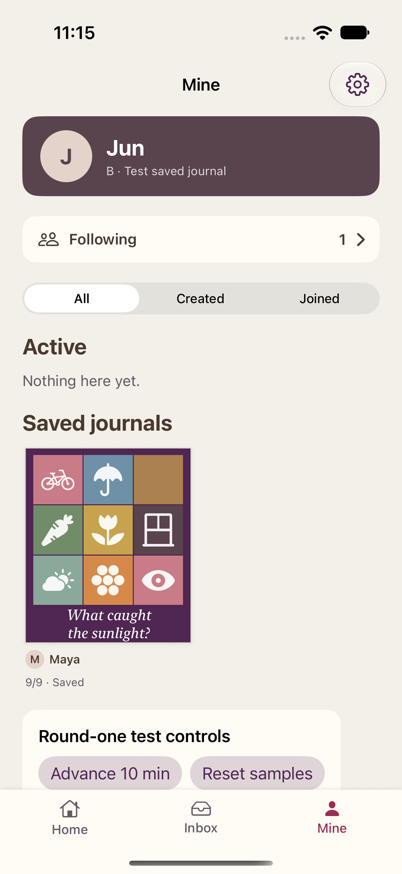 11:15
Mine
J
Jun
B · Test saved journal
Following
1
All
Created
Joined
Active
Nothing here yet.
Saved journals
What caught
the sunlight?
M
Maya
9/9 · Saved
Round-one test controls
Advance 10 min
Reset samples
Home
Inbox
Mine